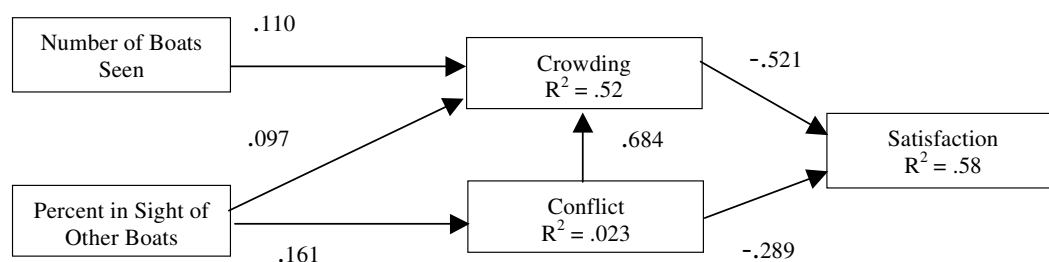 Number of Boats
Seen
.110
Crowding
R² = .52
-.521
.097
.684
Satisfaction
R² = .58
Percent in Sight of
Other Boats
.161
Conflict
R² = .023
-.289